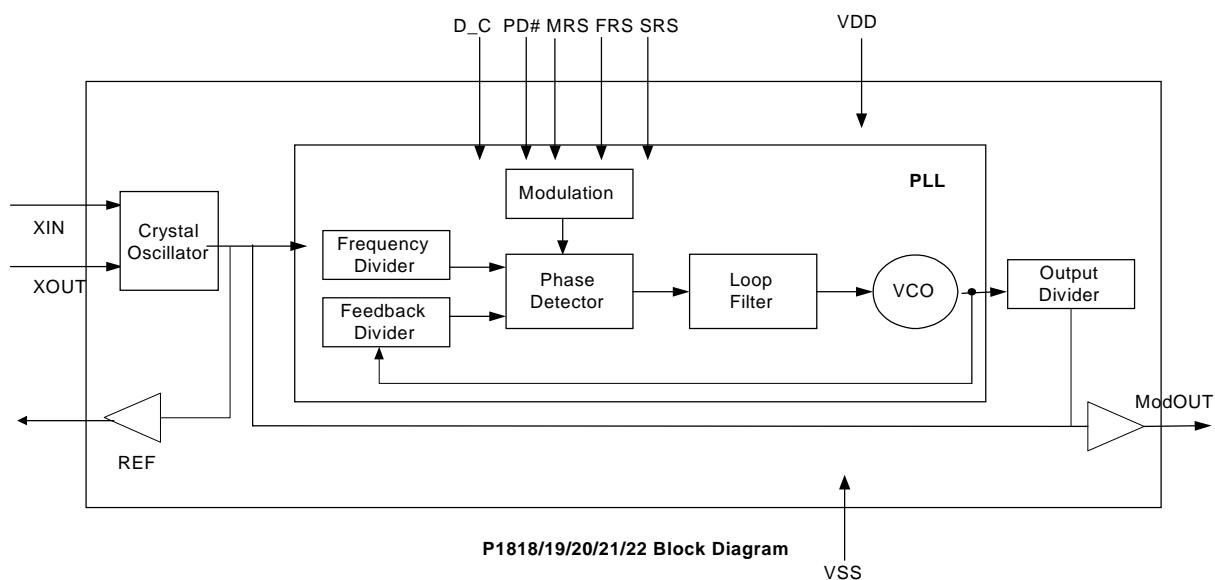 D_C PD# MRS FRS SRS
VDD
PLL
Modulation
XIN
Crystal
Oscillator
XOUT
Frequency
Divider
Feedback
Divider
Phase
Detector
Loop
Filter
VCO
Output
Divider
REF
ModOUT
P1818/19/20/21/22 Block Diagram
VSS